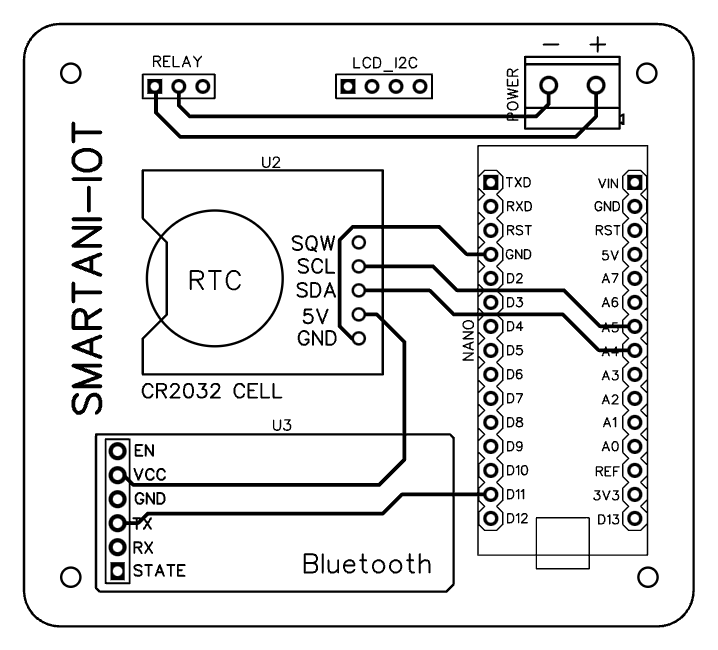 − +
RELAY
LCD_I2C
POWER
SMARTANI-IOT
U2
RTC
SQW
SCL
SDA
5V
GND
CR2032 CELL
NANO
TXD
RXD
RST
GND
D2
D3
D4
D5
D6
D7
D8
D9
D10
D11
D12
VIN
GND
RST
5V
A7
A6
A5
A4
A3
A2
A1
A0
REF
3V3
D13
U3
EN
VCC
GND
TX
RX
STATE
Bluetooth